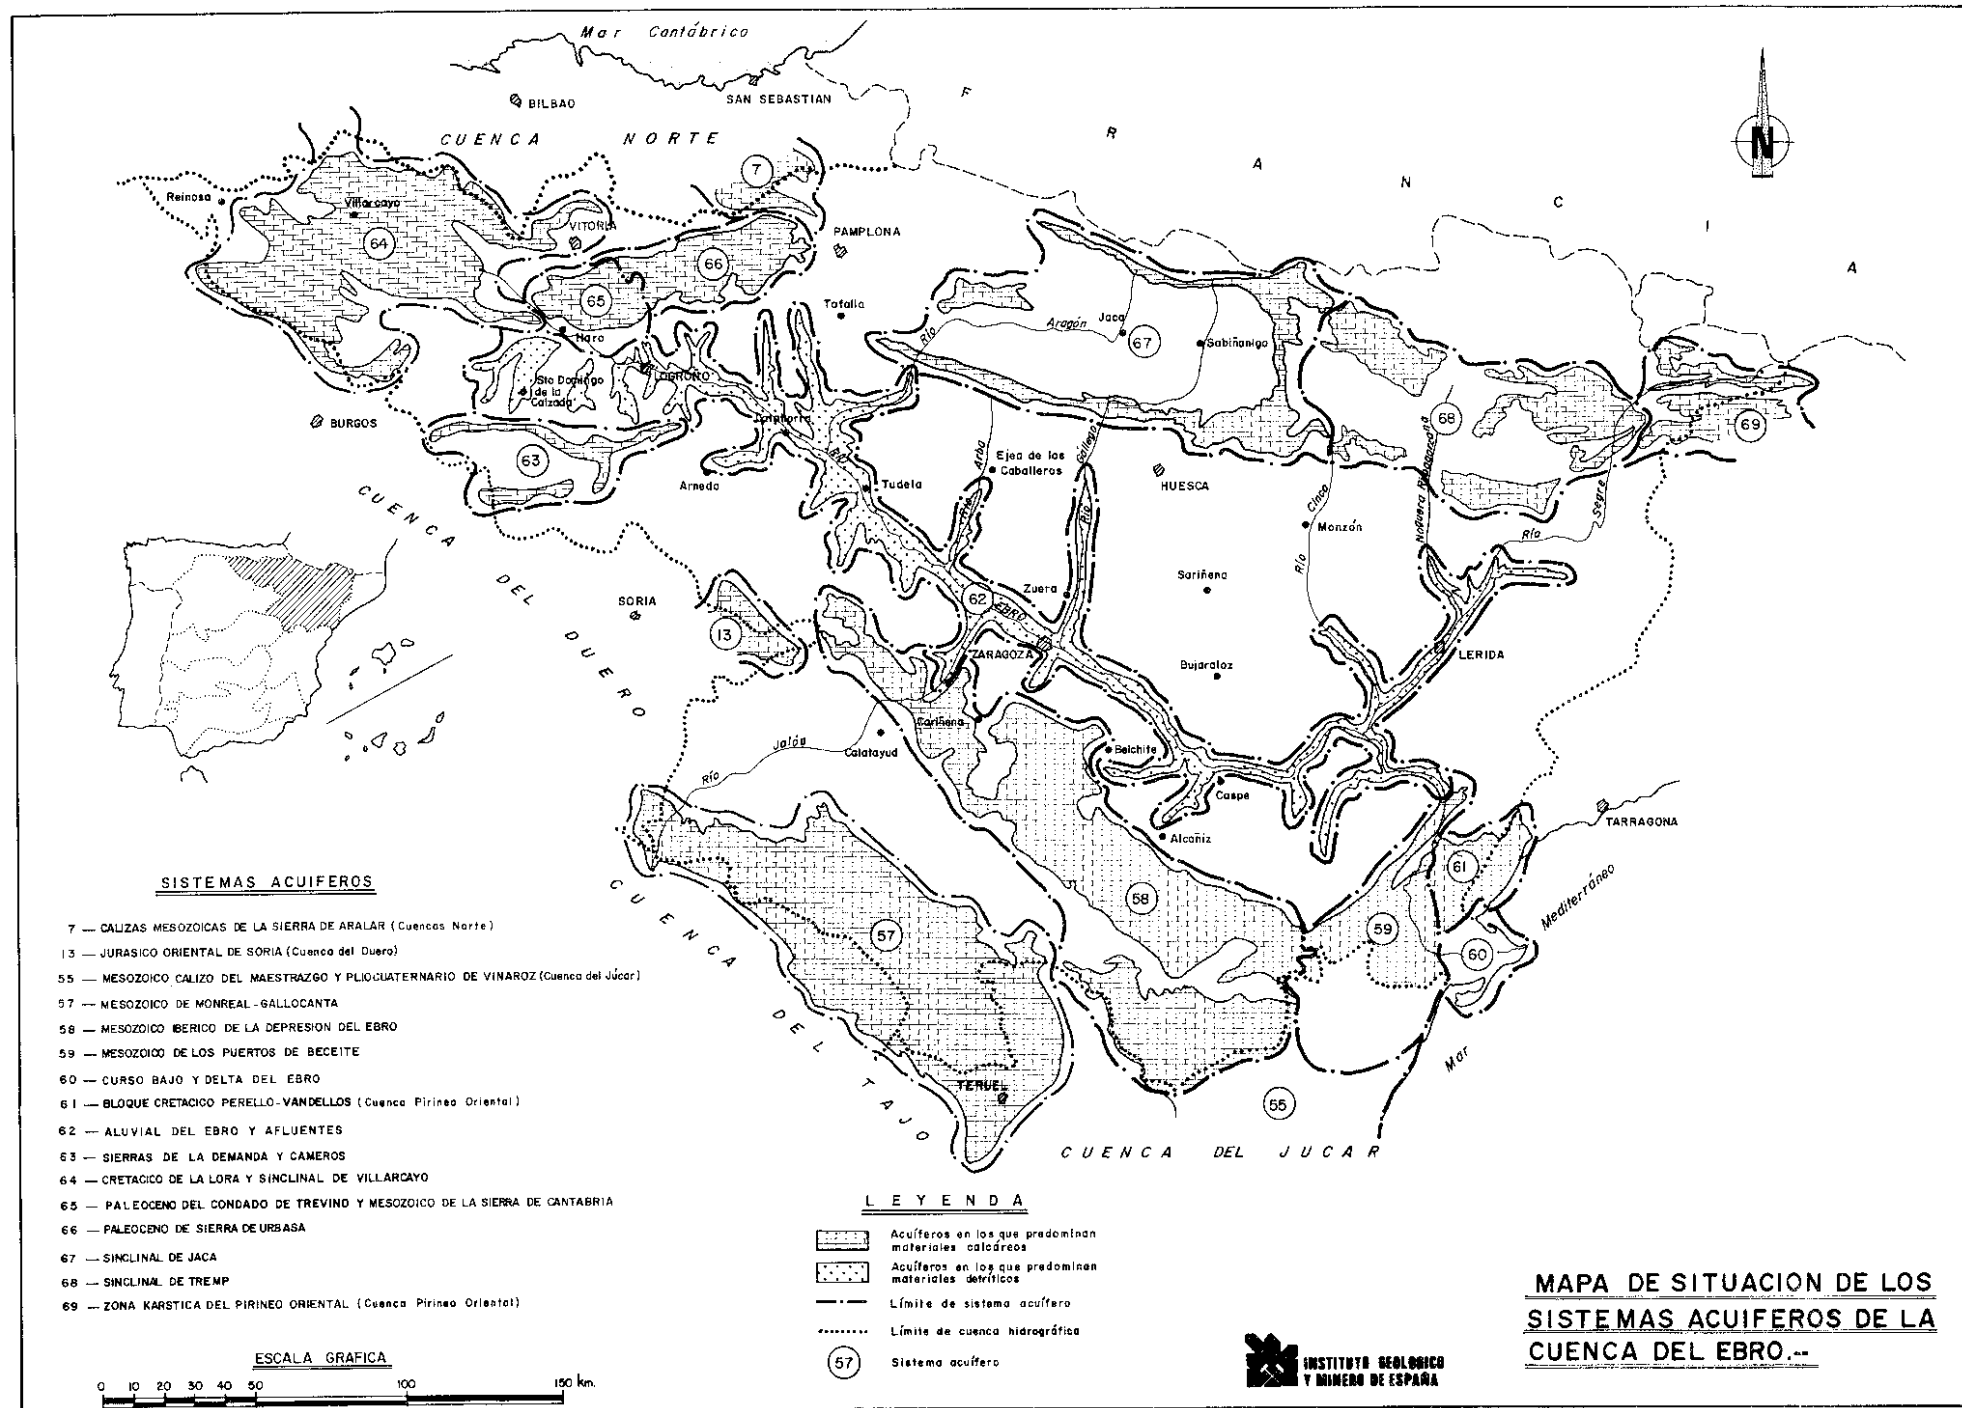 Mar Cantábrico
BILBAO
SAN SEBASTIAN
CUENCA NORTE
FRANCIA
N
7
Reinosa
Villarcayo
VITORIA
PAMPLONA
64
66
65
Haro
Tafalla
Río Aragón
Jaca
67
Sabiñanigo
Sto Domingo
de la
Calzada
LOGROÑO
Calahorra
BURGOS
63
Arnedo
Río
Tudela
Río Arba
Ejea de los
Caballeros
Río Gállego
HUESCA
68
69
Noguera Ribagorzana
Río Segre
Río Cinca
Monzón
CUENCA DEL DUERO
SORIA
13
62
EBRO
Zuera
Sariñena
ZARAGOZA
Bujaraloz
LERIDA
Cariñena
Calatayud
Río Jalón
Belchite
Caspe
Alcañiz
TARRAGONA
61
58
59
60
57
Mar Mediterráneo
CUENCA DEL TAJO
TERUEL
55
CUENCA DEL JUCAR
SISTEMAS ACUIFEROS
7 — CALIZAS MESOZOICAS DE LA SIERRA DE ARALAR (Cuencas Norte)
13 — JURASICO ORIENTAL DE SORIA (Cuenca del Duero)
55 — MESOZOICO CALIZO DEL MAESTRAZGO Y PLIOCUATERNARIO DE VINAROZ (Cuenca del Júcar)
57 — MESOZOICO DE MONREAL-GALLOCANTA
58 — MESOZOICO IBERICO DE LA DEPRESION DEL EBRO
59 — MESOZOICO DE LOS PUERTOS DE BECEITE
60 — CURSO BAJO Y DELTA DEL EBRO
61 — BLOQUE CRETACICO PERELLO-VANDELLOS (Cuenca Pirineo Oriental)
62 — ALUVIAL DEL EBRO Y AFLUENTES
63 — SIERRAS DE LA DEMANDA Y CAMEROS
64 — CRETACICO DE LA LORA Y SINCLINAL DE VILLARCAYO
65 — PALEOCENO DEL CONDADO DE TREVINO Y MESOZOICO DE LA SIERRA DE CANTABRIA
66 — PALEOCENO DE SIERRA DE URBASA
67 — SINCLINAL DE JACA
68 — SINCLINAL DE TREMP
69 — ZONA KARSTICA DEL PIRINEO ORIENTAL (Cuenca Pirineo Oriental)
ESCALA GRAFICA
0 10 20 30 40 50 100 150 km.
LEYENDA
Acuíferos en los que predominan
materiales calcáreos
Acuíferos en los que predominan
materiales detríticos
Límite de sistema acuífero
Límite de cuenca hidrográfica
57 Sistema acuífero
INSTITUTO GEOLOGICO
Y MINERO DE ESPAÑA
MAPA DE SITUACION DE LOS
SISTEMAS ACUIFEROS DE LA
CUENCA DEL EBRO.--